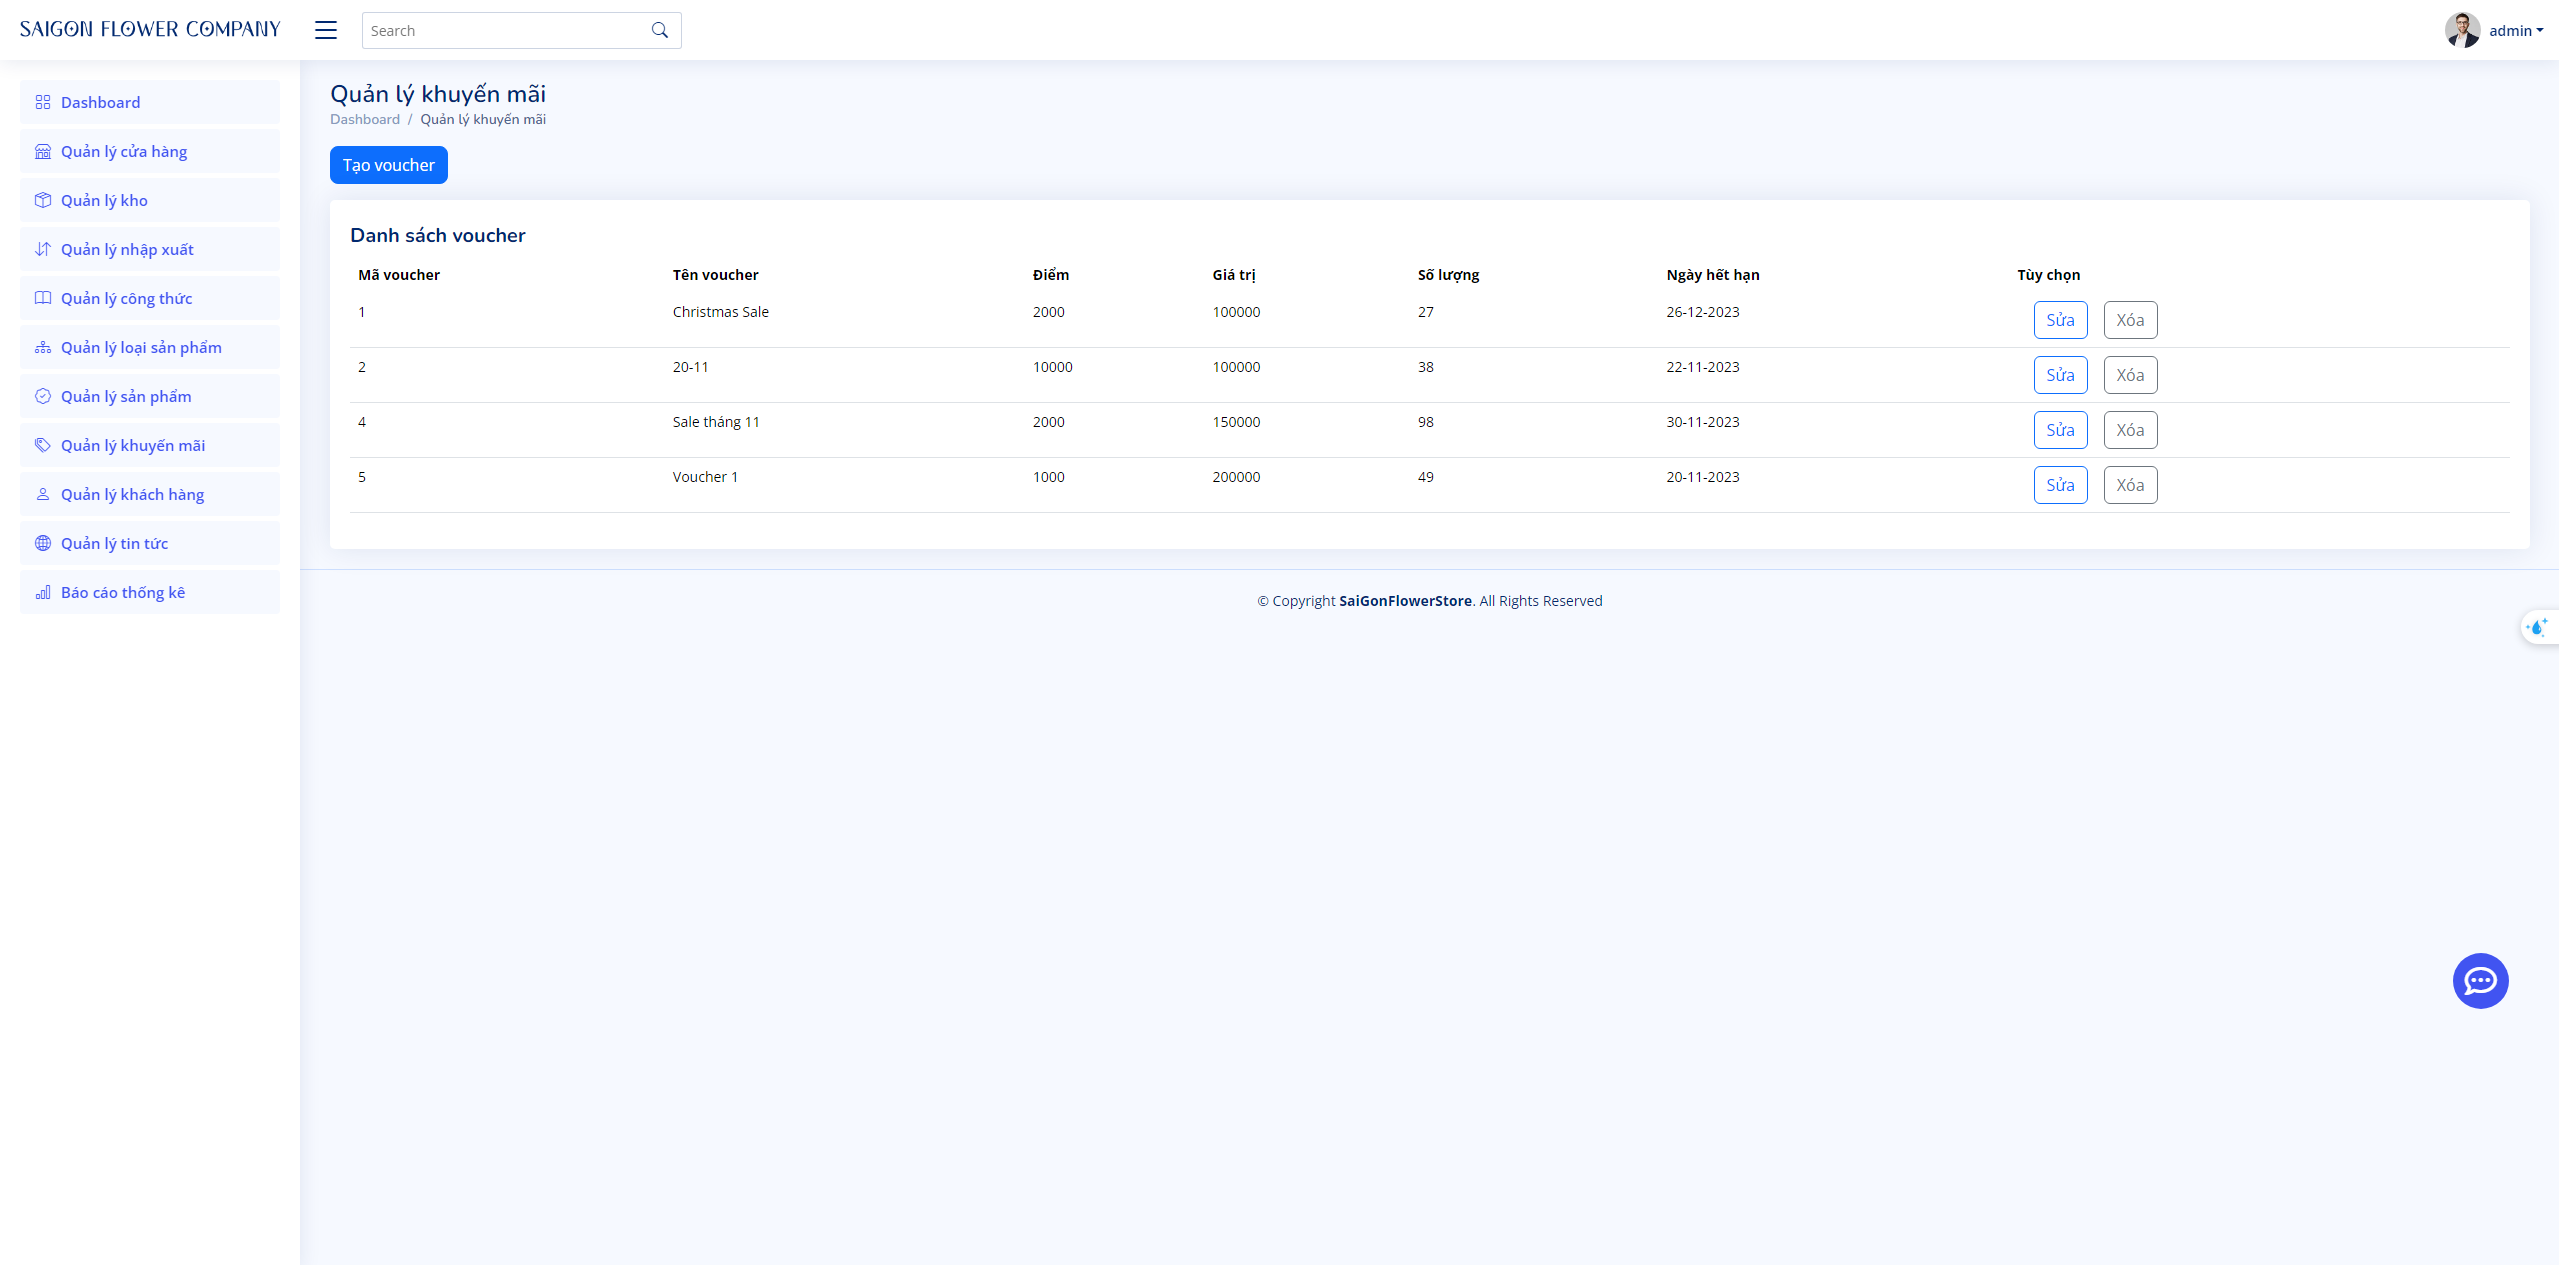 SAIGON FLOWER COMPANY
Search
admin
Dashboard
Quản lý cửa hàng
Quản lý kho
Quản lý nhập xuất
Quản lý công thức
Quản lý loại sản phẩm
Quản lý sản phẩm
Quản lý khuyến mãi
Quản lý khách hàng
Quản lý tin tức
Báo cáo thống kê
Quản lý khuyến mãi
Dashboard / Quản lý khuyến mãi
Tạo voucher
Danh sách voucher
Mã voucher Tên voucher Điểm Giá trị Số lượng Ngày hết hạn Tùy chọn
1 Christmas Sale 2000 100000 27 26-12-2023 Sửa Xóa
2 20-11 10000 100000 38 22-11-2023 Sửa Xóa
4 Sale tháng 11 2000 150000 98 30-11-2023 Sửa Xóa
5 Voucher 1 1000 200000 49 20-11-2023 Sửa Xóa
© Copyright SaiGonFlowerStore. All Rights Reserved